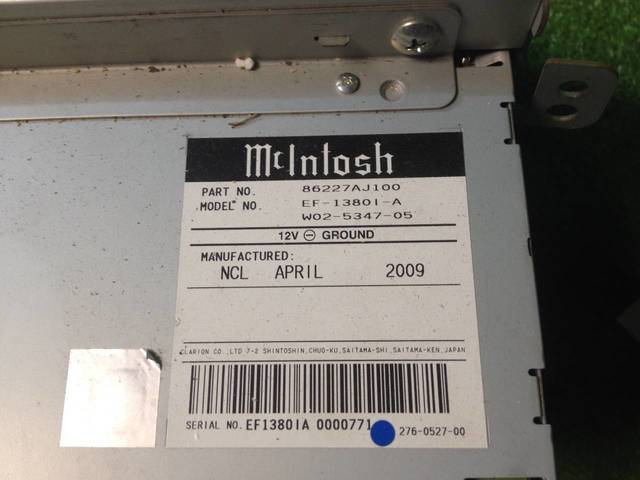 McIntosh
PART NO. 86227AJ100
MODEL NO. EF-1380I-A
W02-5347-05
12V ⊖ GROUND
MANUFACTURED:
NCL APRIL 2009
CLARION CO.,LTD 7-2 SHINTOSHIN,CHUO-KU,SAITAMA-SHI,SAITAMA-KEN,JAPAN
SERIAL NO. EF1380IA 0000771
276-0527-00